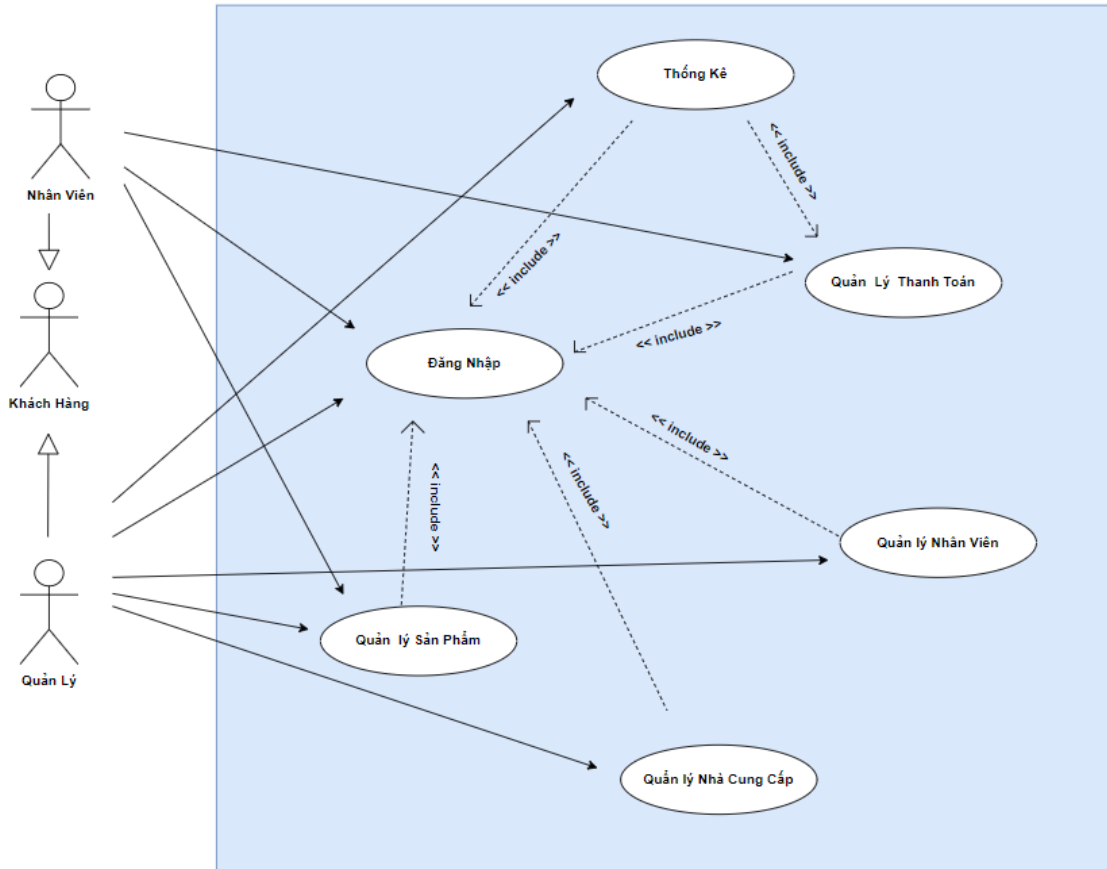 Thống Kê
<< include >>
Nhân Viên
<< include >>
Quản Lý Thanh Toán
<< include >>
Đăng Nhập
Khách Hàng
<< include >>
<< include >>
<< include >>
Quản lý Nhân Viên
Quản lý Sản Phẩm
Quản Lý
Quẩn lý Nhà Cung Cấp